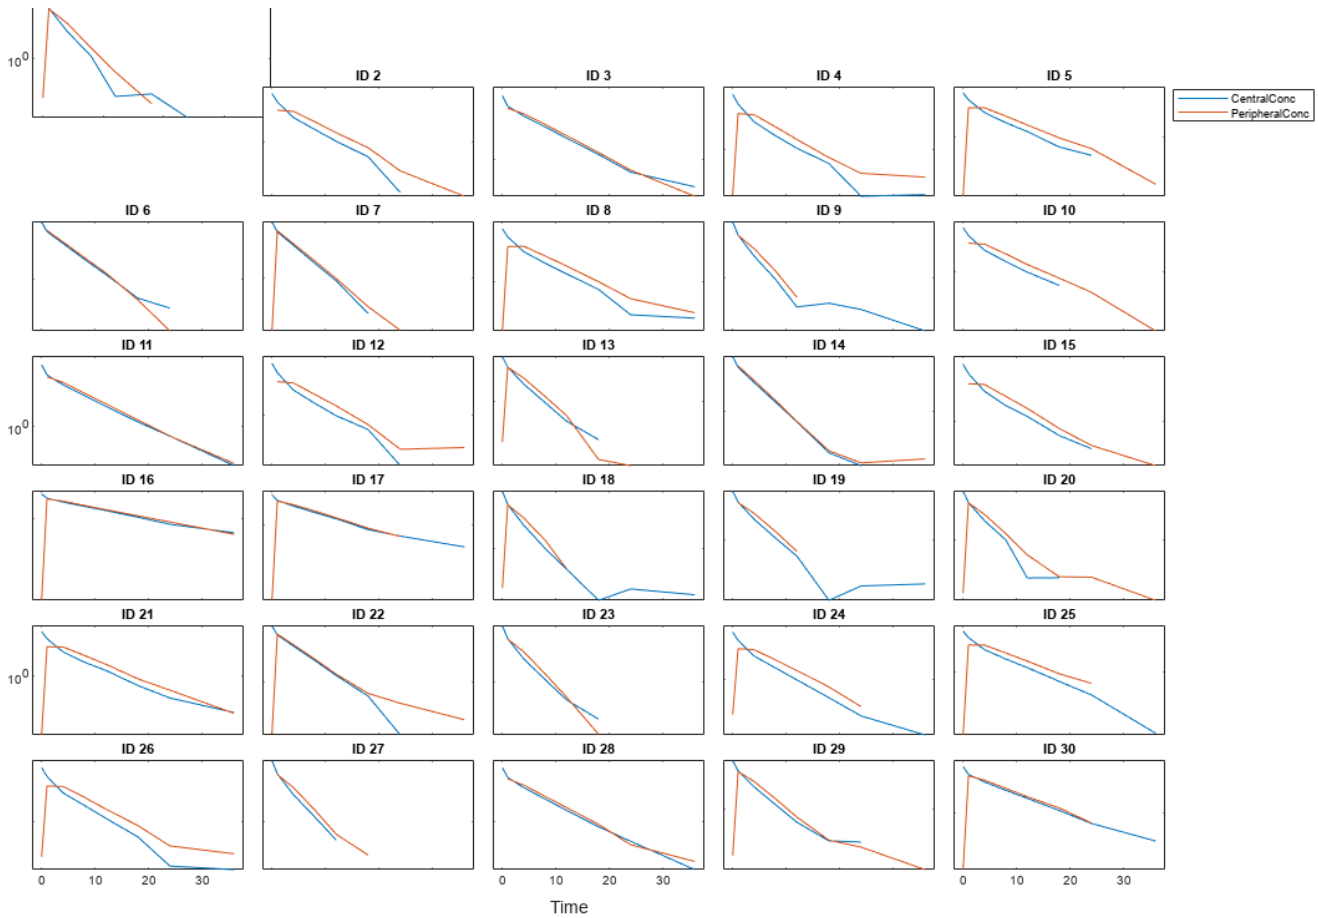 10^0
ID 2 ID 3 ID 4 ID 5
CentralConc
PeripheralConc
ID 6 ID 7 ID 8 ID 9 ID 10
ID 11 ID 12 ID 13 ID 14 ID 15
10^0
ID 16 ID 17 ID 18 ID 19 ID 20
ID 21 ID 22 ID 23 ID 24 ID 25
10^0
ID 26 ID 27 ID 28 ID 29 ID 30
0 10 20 30 0 10 20 30 0 10 20 30
Time